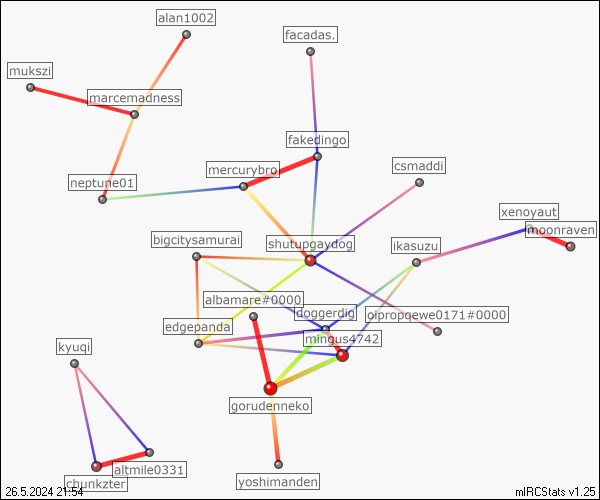 alan1002
facadas.
mukszi
marcemadness
fakedingo
mercurybro
csmaddi
neptune01
xenoyaut
moonraven
bigcitysamurai
shutupgaydog
ikasuzu
albamare#0000
doggerdig
oipropqewe0171#0000
edgepanda
mingus4742
kyuqi
gorudenneko
altmile0331
chunkzter
yoshimanden
26.5.2024 21:54
mIRCStats v1.25